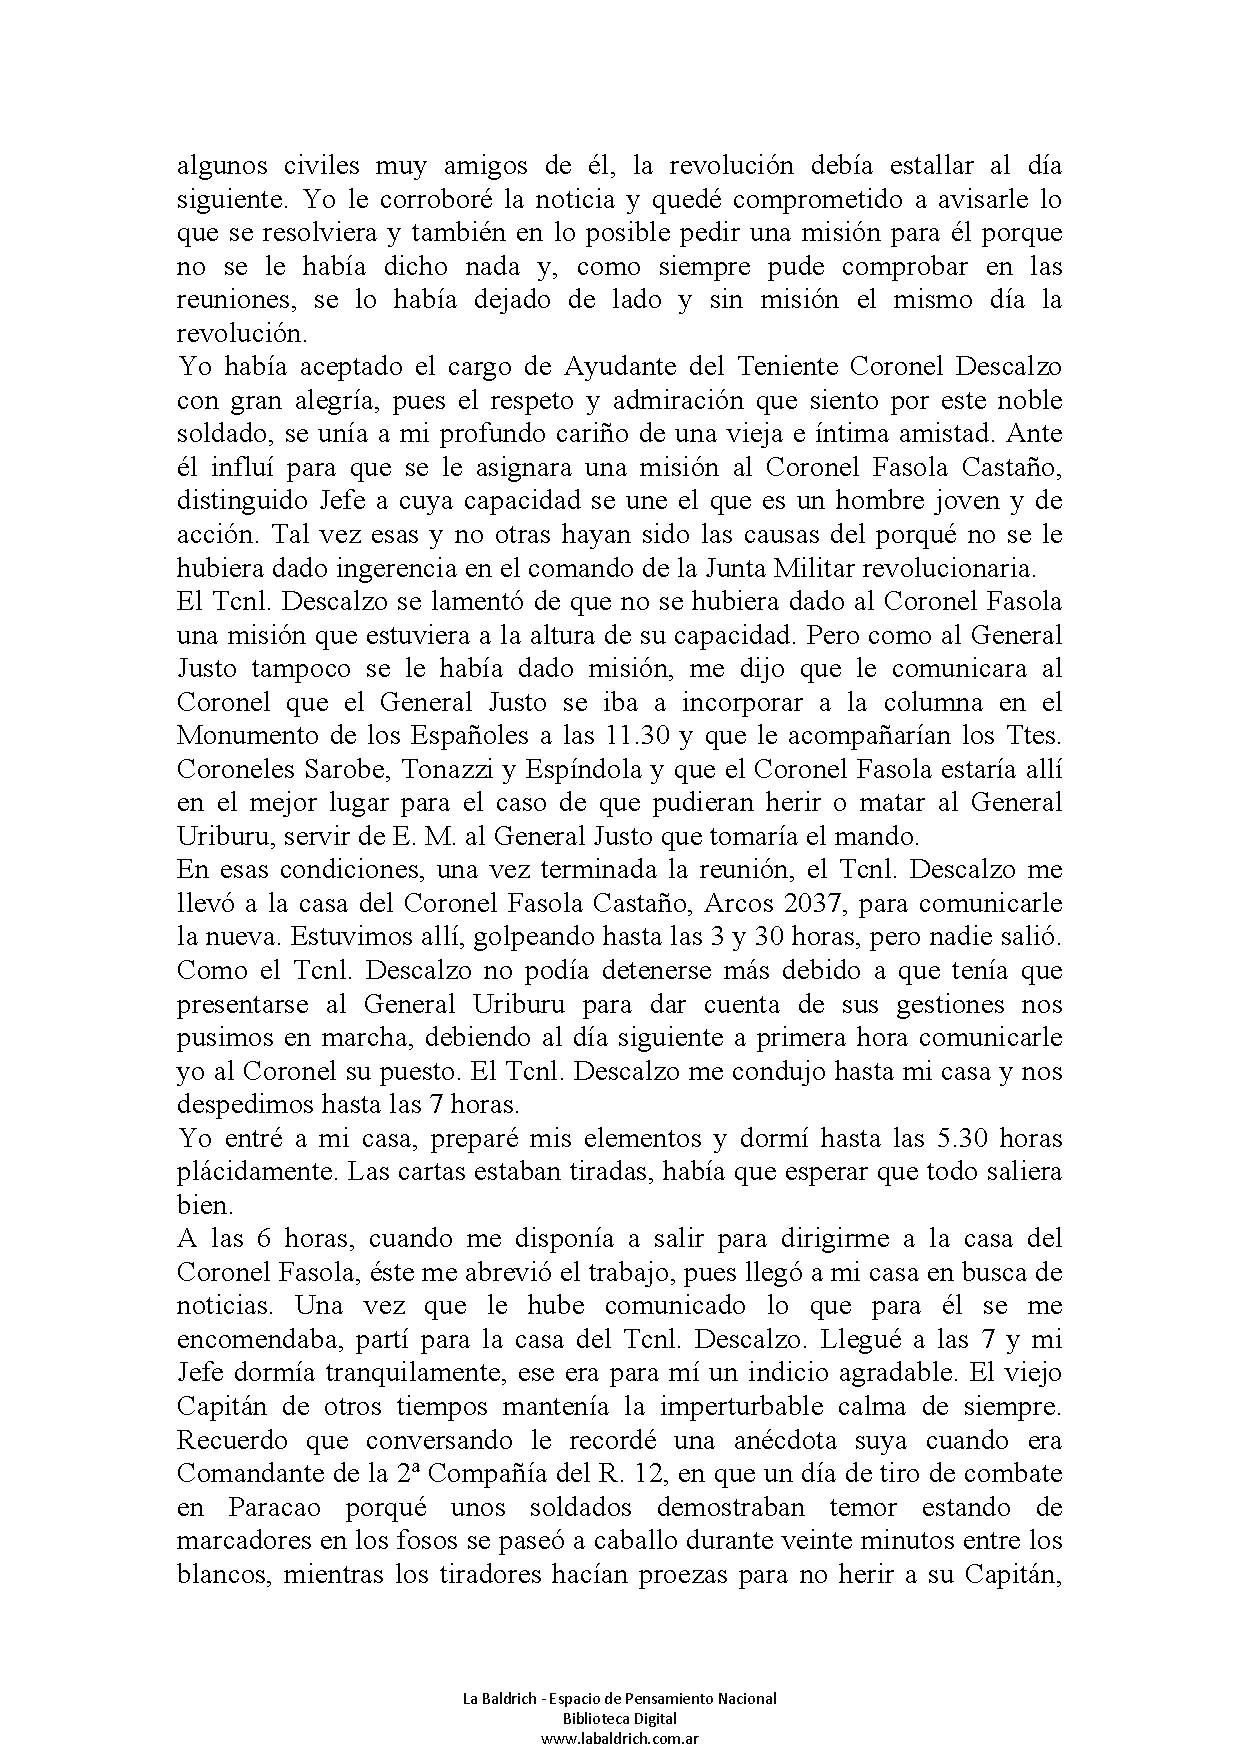 algunos civiles muy amigos de él, la revolución debía estallar al día
siguiente. Yo le corroboré la noticia y quedé comprometido a avisarle lo
que se resolviera y también en lo posible pedir una misión para él porque
no se le había dicho nada y, como siempre pude comprobar en las
reuniones, se lo había dejado de lado y sin misión el mismo día la
revolución.
Yo había aceptado el cargo de Ayudante del Teniente Coronel Descalzo
con gran alegría, pues el respeto y admiración que siento por este noble
soldado, se unía a mi profundo cariño de una vieja e íntima amistad. Ante
él influí para que se le asignara una misión al Coronel Fasola Castaño,
distinguido Jefe a cuya capacidad se une el que es un hombre joven y de
acción. Tal vez esas y no otras hayan sido las causas del porqué no se le
hubiera dado ingerencia en el comando de la Junta Militar revolucionaria.
El Tcnl. Descalzo se lamentó de que no se hubiera dado al Coronel Fasola
una misión que estuviera a la altura de su capacidad. Pero como al General
Justo tampoco se le había dado misión, me dijo que le comunicara al
Coronel que el General Justo se iba a incorporar a la columna en el
Monumento de los Españoles a las 11.30 y que le acompañarían los Ttes.
Coroneles Sarobe, Tonazzi y Espíndola y que el Coronel Fasola estaría allí
en el mejor lugar para el caso de que pudieran herir o matar al General
Uriburu, servir de E. M. al General Justo que tomaría el mando.
En esas condiciones, una vez terminada la reunión, el Tcnl. Descalzo me
llevó a la casa del Coronel Fasola Castaño, Arcos 2037, para comunicarle
la nueva. Estuvimos allí, golpeando hasta las 3 y 30 horas, pero nadie salió.
Como el Tcnl. Descalzo no podía detenerse más debido a que tenía que
presentarse al General Uriburu para dar cuenta de sus gestiones nos
pusimos en marcha, debiendo al día siguiente a primera hora comunicarle
yo al Coronel su puesto. El Tcnl. Descalzo me condujo hasta mi casa y nos
despedimos hasta las 7 horas.
Yo entré a mi casa, preparé mis elementos y dormí hasta las 5.30 horas
plácidamente. Las cartas estaban tiradas, había que esperar que todo saliera
bien.
A las 6 horas, cuando me disponía a salir para dirigirme a la casa del
Coronel Fasola, éste me abrevió el trabajo, pues llegó a mi casa en busca de
noticias. Una vez que le hube comunicado lo que para él se me
encomendaba, partí para la casa del Tcnl. Descalzo. Llegué a las 7 y mi
Jefe dormía tranquilamente, ese era para mí un indicio agradable. El viejo
Capitán de otros tiempos mantenía la imperturbable calma de siempre.
Recuerdo que conversando le recordé una anécdota suya cuando era
Comandante de la 2ª Compañía del R. 12, en que un día de tiro de combate
en Paracao porqué unos soldados demostraban temor estando de
marcadores en los fosos se paseó a caballo durante veinte minutos entre los
blancos, mientras los tiradores hacían proezas para no herir a su Capitán,
La Baldrich - Espacio de Pensamiento Nacional
Biblioteca Digital
www.labaldrich.com.ar